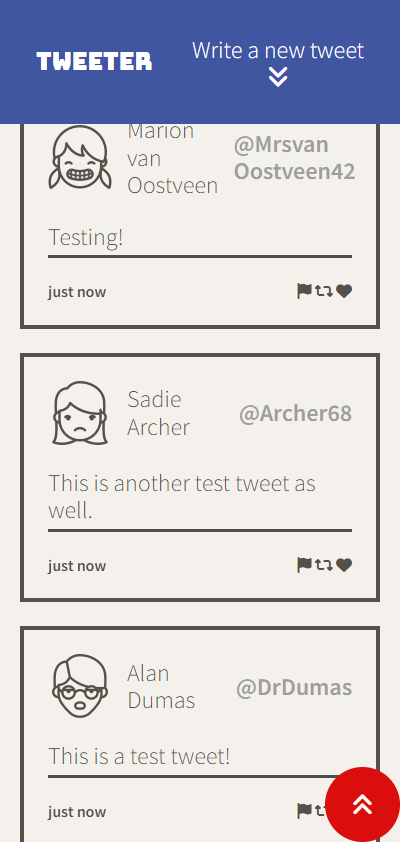 TWEETER
Write a new tweet
Marion
van
Oostveen
@Mrsvan
Oostveen42
Testing!
just now
Sadie
Archer
@Archer68
This is another test tweet as
well.
just now
Alan
Dumas
@DrDumas
This is a test tweet!
just now